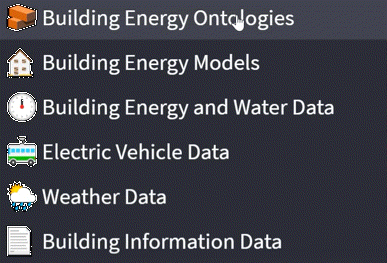 Building Energy Ontologies
Building Energy Models
Building Energy and Water Data
Electric Vehicle Data
Weather Data
Building Information Data